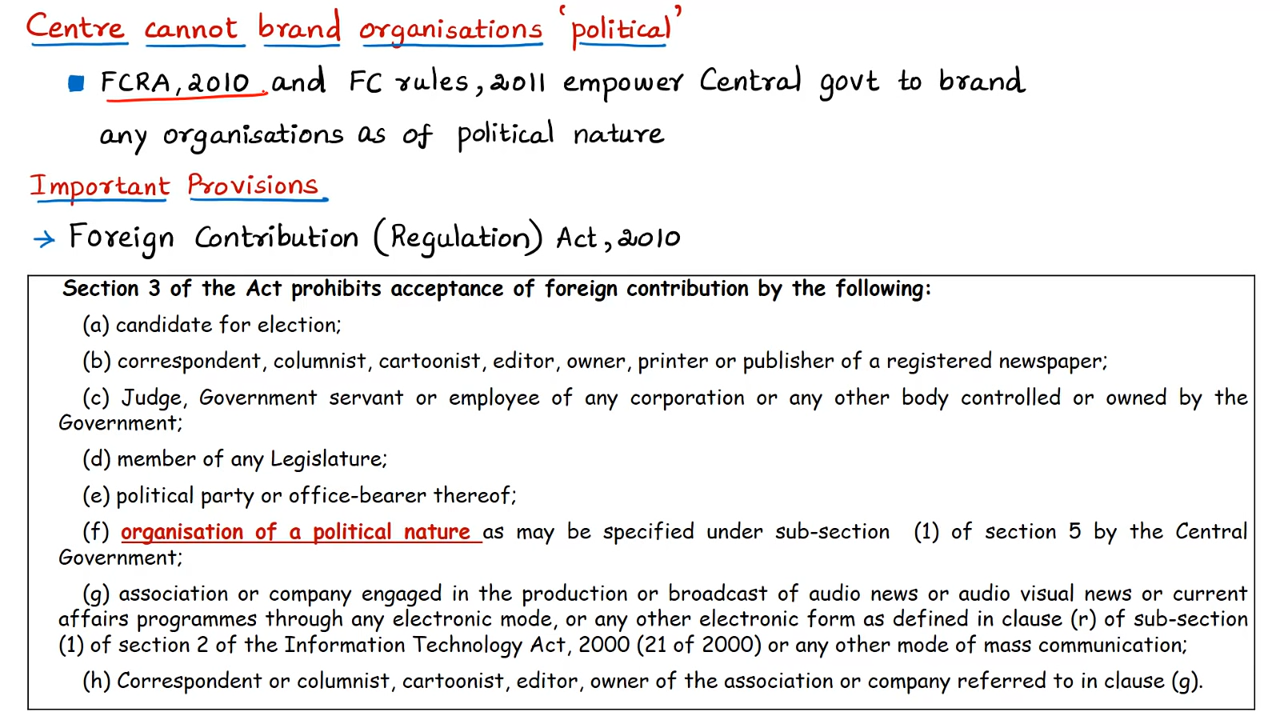 Centre cannot brand organisations 'political'
FCRA, 2010 and FC rules, 2011 empower Central govt to brand
any organisations as of political nature
Important Provisions
→ Foreign Contribution (Regulation) Act, 2010
Section 3 of the Act prohibits acceptance of foreign contribution by the following:
(a) candidate for election;
(b) correspondent, columnist, cartoonist, editor, owner, printer or publisher of a registered newspaper;
(c) Judge, Government servant or employee of any corporation or any other body controlled or owned by the
Government;
(d) member of any Legislature;
(e) political party or office-bearer thereof;
(f) organisation of a political nature as may be specified under sub-section (1) of section 5 by the Central
Government;
(g) association or company engaged in the production or broadcast of audio news or audio visual news or current
affairs programmes through any electronic mode, or any other electronic form as defined in clause (r) of sub-section
(1) of section 2 of the Information Technology Act, 2000 (21 of 2000) or any other mode of mass communication;
(h) Correspondent or columnist, cartoonist, editor, owner of the association or company referred to in clause (g).